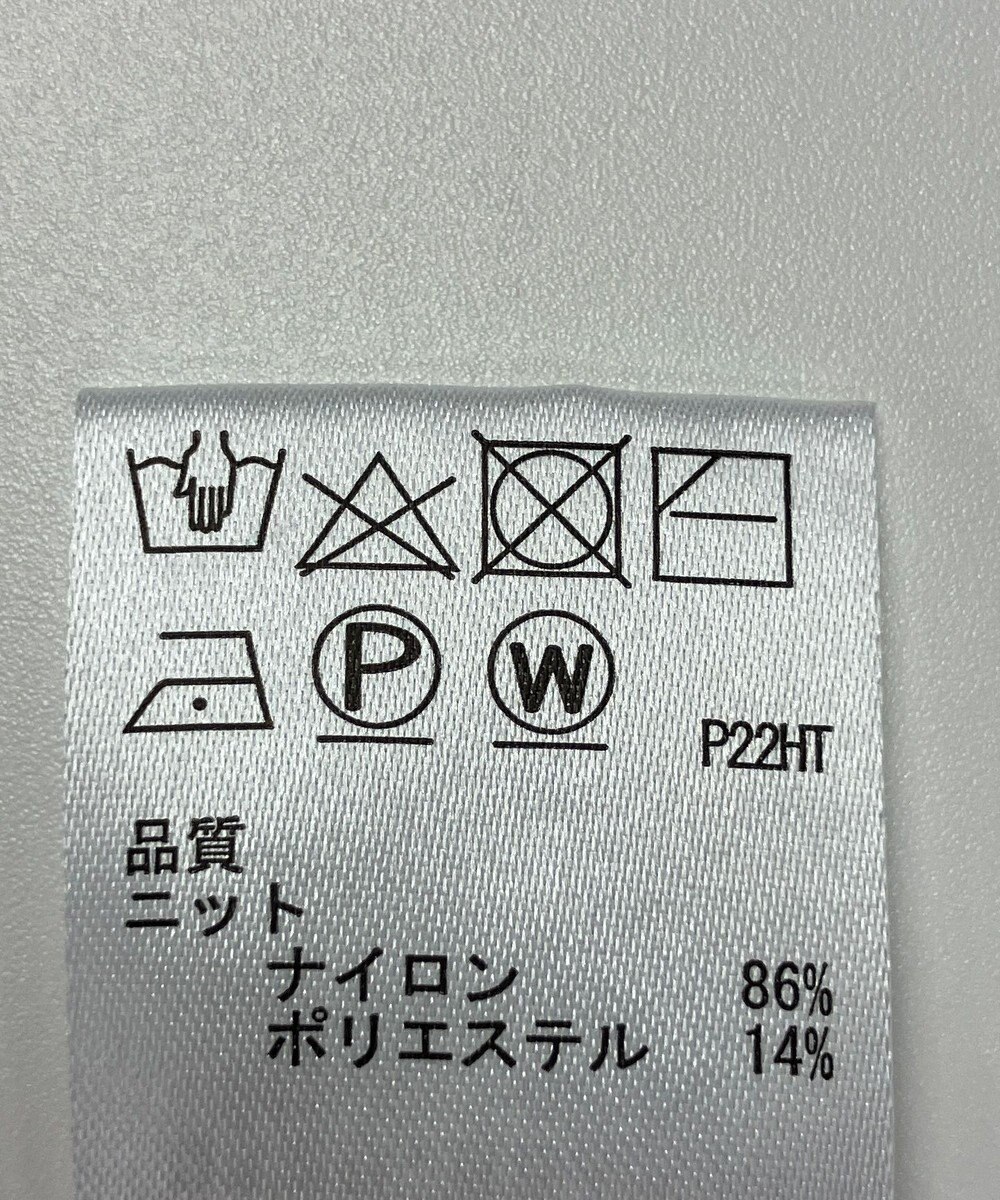 P W
P22HT
品質
ニット
ナイロン 86%
ポリエステル 14%